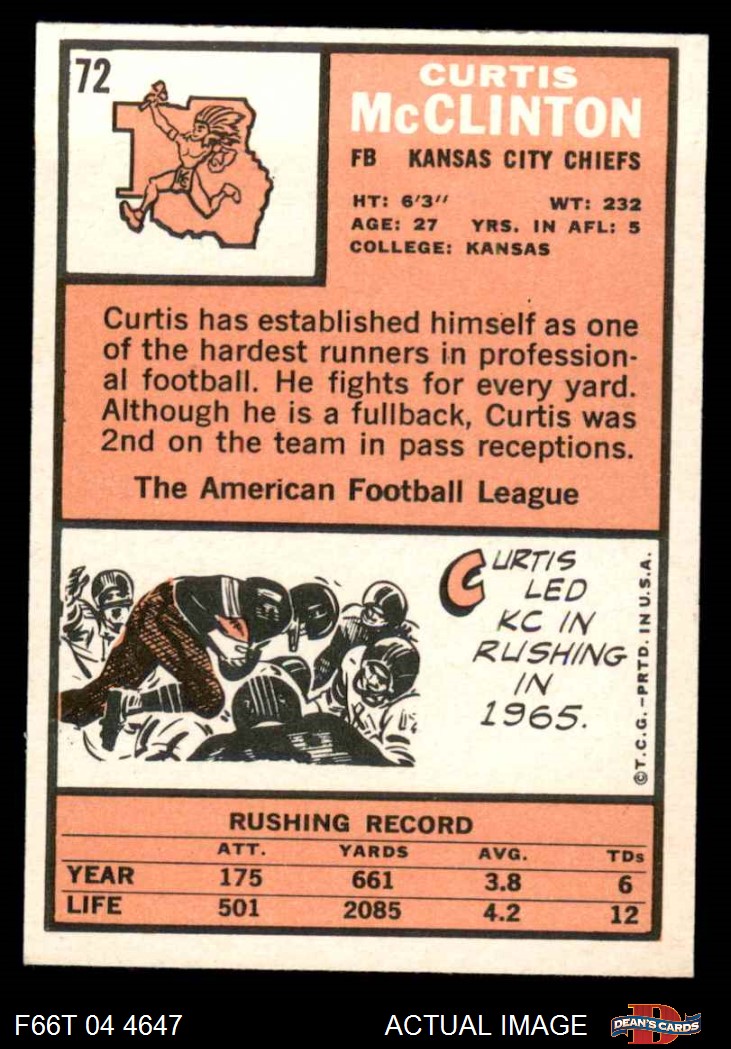 72
CURTIS
McCLINTON
FB KANSAS CITY CHIEFS
HT: 6'3" WT: 232
AGE: 27 YRS. IN AFL: 5
COLLEGE: KANSAS
Curtis has established himself as one
of the hardest runners in profession-
al football. He fights for every yard.
Although he is a fullback, Curtis was
2nd on the team in pass receptions.
The American Football League
CURTIS
LED
KC IN
RUSHING
IN
1965.
©T.C.G.–PRTD. IN U.S.A.
RUSHING RECORD
ATT. YARDS AVG. TDs
YEAR 175 661 3.8 6
LIFE 501 2085 4.2 12
F66T 04 4647 ACTUAL IMAGE
D
DEAN'S CARDS